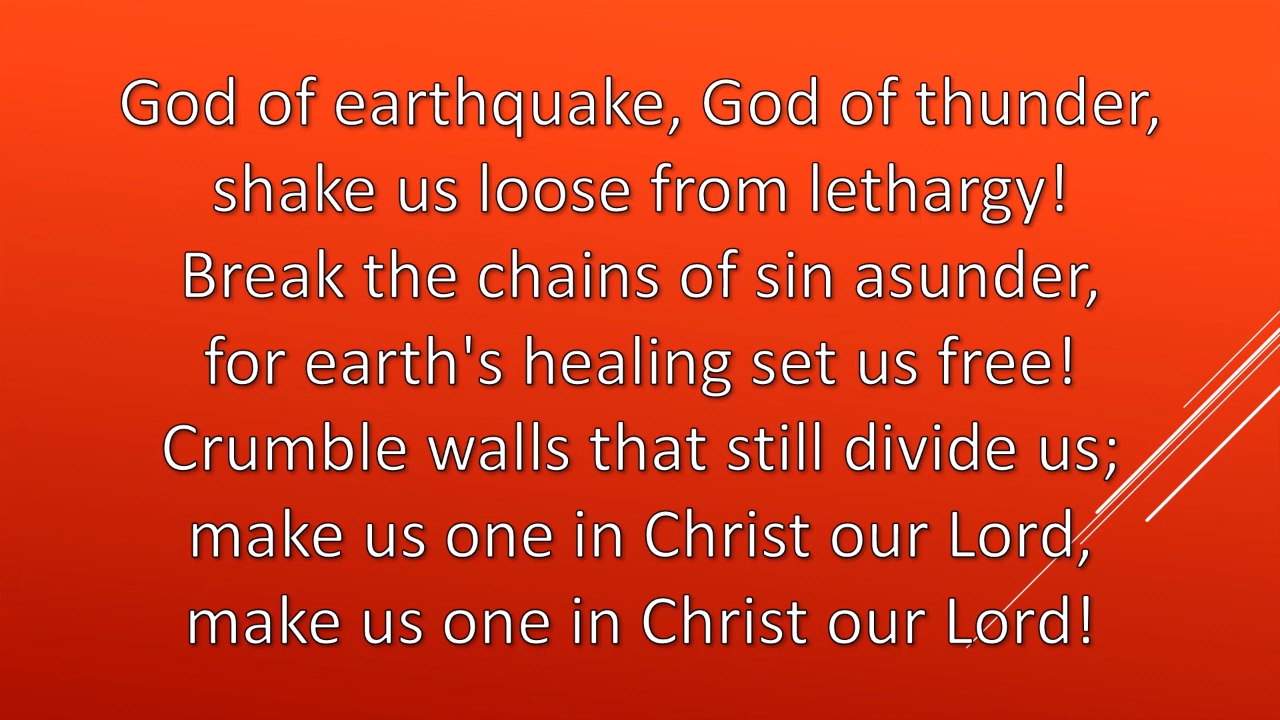 God of earthquake, God of thunder,
shake us loose from lethargy!
Break the chains of sin asunder,
for earth's healing set us free!
Crumble walls that still divide us;
make us one in Christ our Lord,
make us one in Christ our Lord!